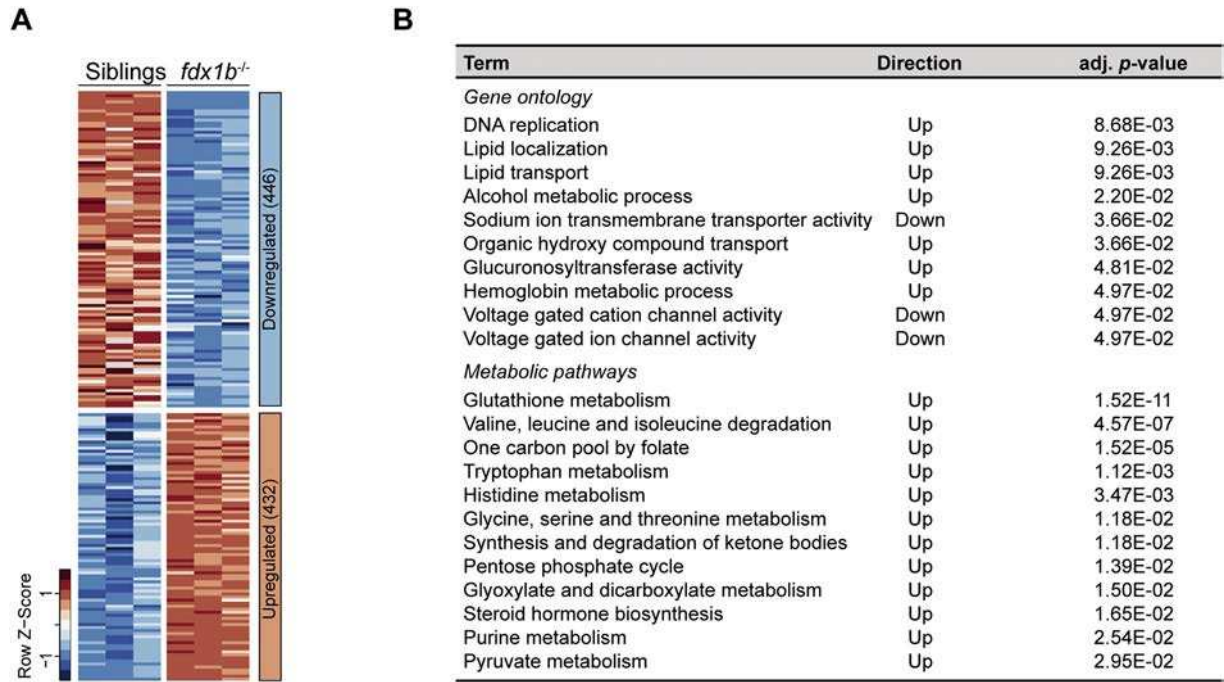 A
Siblings fdx1b-/-
Downregulated (446)
Upregulated (432)
Row Z-Score
1
-1
B
Term Direction adj. p-value
Gene ontology
DNA replication Up 8.68E-03
Lipid localization Up 9.26E-03
Lipid transport Up 9.26E-03
Alcohol metabolic process Up 2.20E-02
Sodium ion transmembrane transporter activity Down 3.66E-02
Organic hydroxy compound transport Up 3.66E-02
Glucuronosyltransferase activity Up 4.81E-02
Hemoglobin metabolic process Up 4.97E-02
Voltage gated cation channel activity Down 4.97E-02
Voltage gated ion channel activity Down 4.97E-02
Metabolic pathways
Glutathione metabolism Up 1.52E-11
Valine, leucine and isoleucine degradation Up 4.57E-07
One carbon pool by folate Up 1.52E-05
Tryptophan metabolism Up 1.12E-03
Histidine metabolism Up 3.47E-03
Glycine, serine and threonine metabolism Up 1.18E-02
Synthesis and degradation of ketone bodies Up 1.18E-02
Pentose phosphate cycle Up 1.39E-02
Glyoxylate and dicarboxylate metabolism Up 1.50E-02
Steroid hormone biosynthesis Up 1.65E-02
Purine metabolism Up 2.54E-02
Pyruvate metabolism Up 2.95E-02